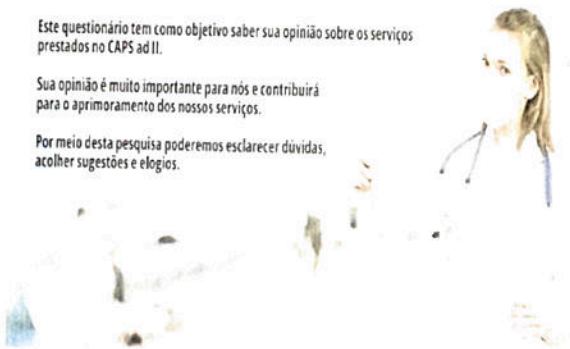 Este questionário tem como objetivo saber sua opinião sobre os serviços
prestados no CAPS ad II.
Sua opinião é muito importante para nós e contribuirá
para o aprimoramento dos nossos serviços.
Por meio desta pesquisa poderemos esclarecer dúvidas,
acolher sugestões e elogios.